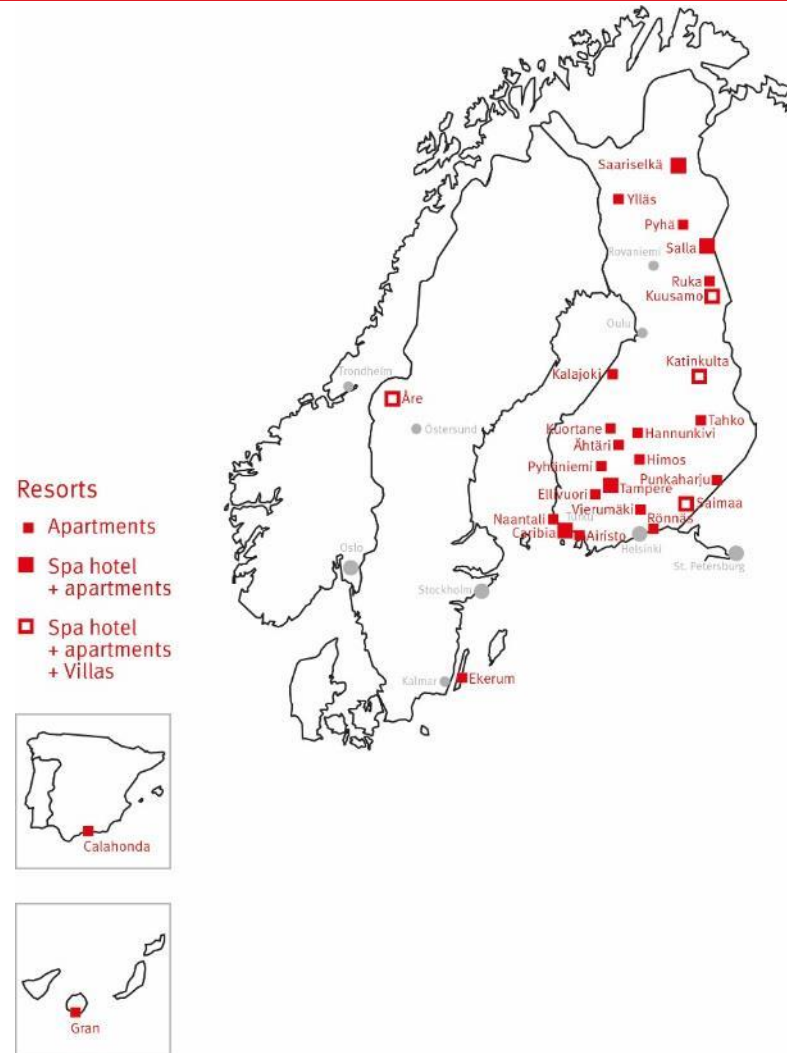 Saariselkä
Ylläs
Pyhä
Salla
Rovaniemi
Ruka
Kuusamo
Oulu
Katinkulta
Kalajoki
Trondheim
Åre
Tahko
Kuortane
Östersund
Hannunkivi
Ähtäri
Himos
Pyhäniemi
Punkaharju
Tampere
Ellivuori
Saimaa
Vierumäki
Naantali
Turku
Rönnäs
Caribia
Airisto
Helsinki
Oslo
St. Petersburg
Stockholm
Kalmar
Ekerum
Resorts
Apartments
Spa hotel
+ apartments
Spa hotel
+ apartments
+ Villas
Calahonda
Gran